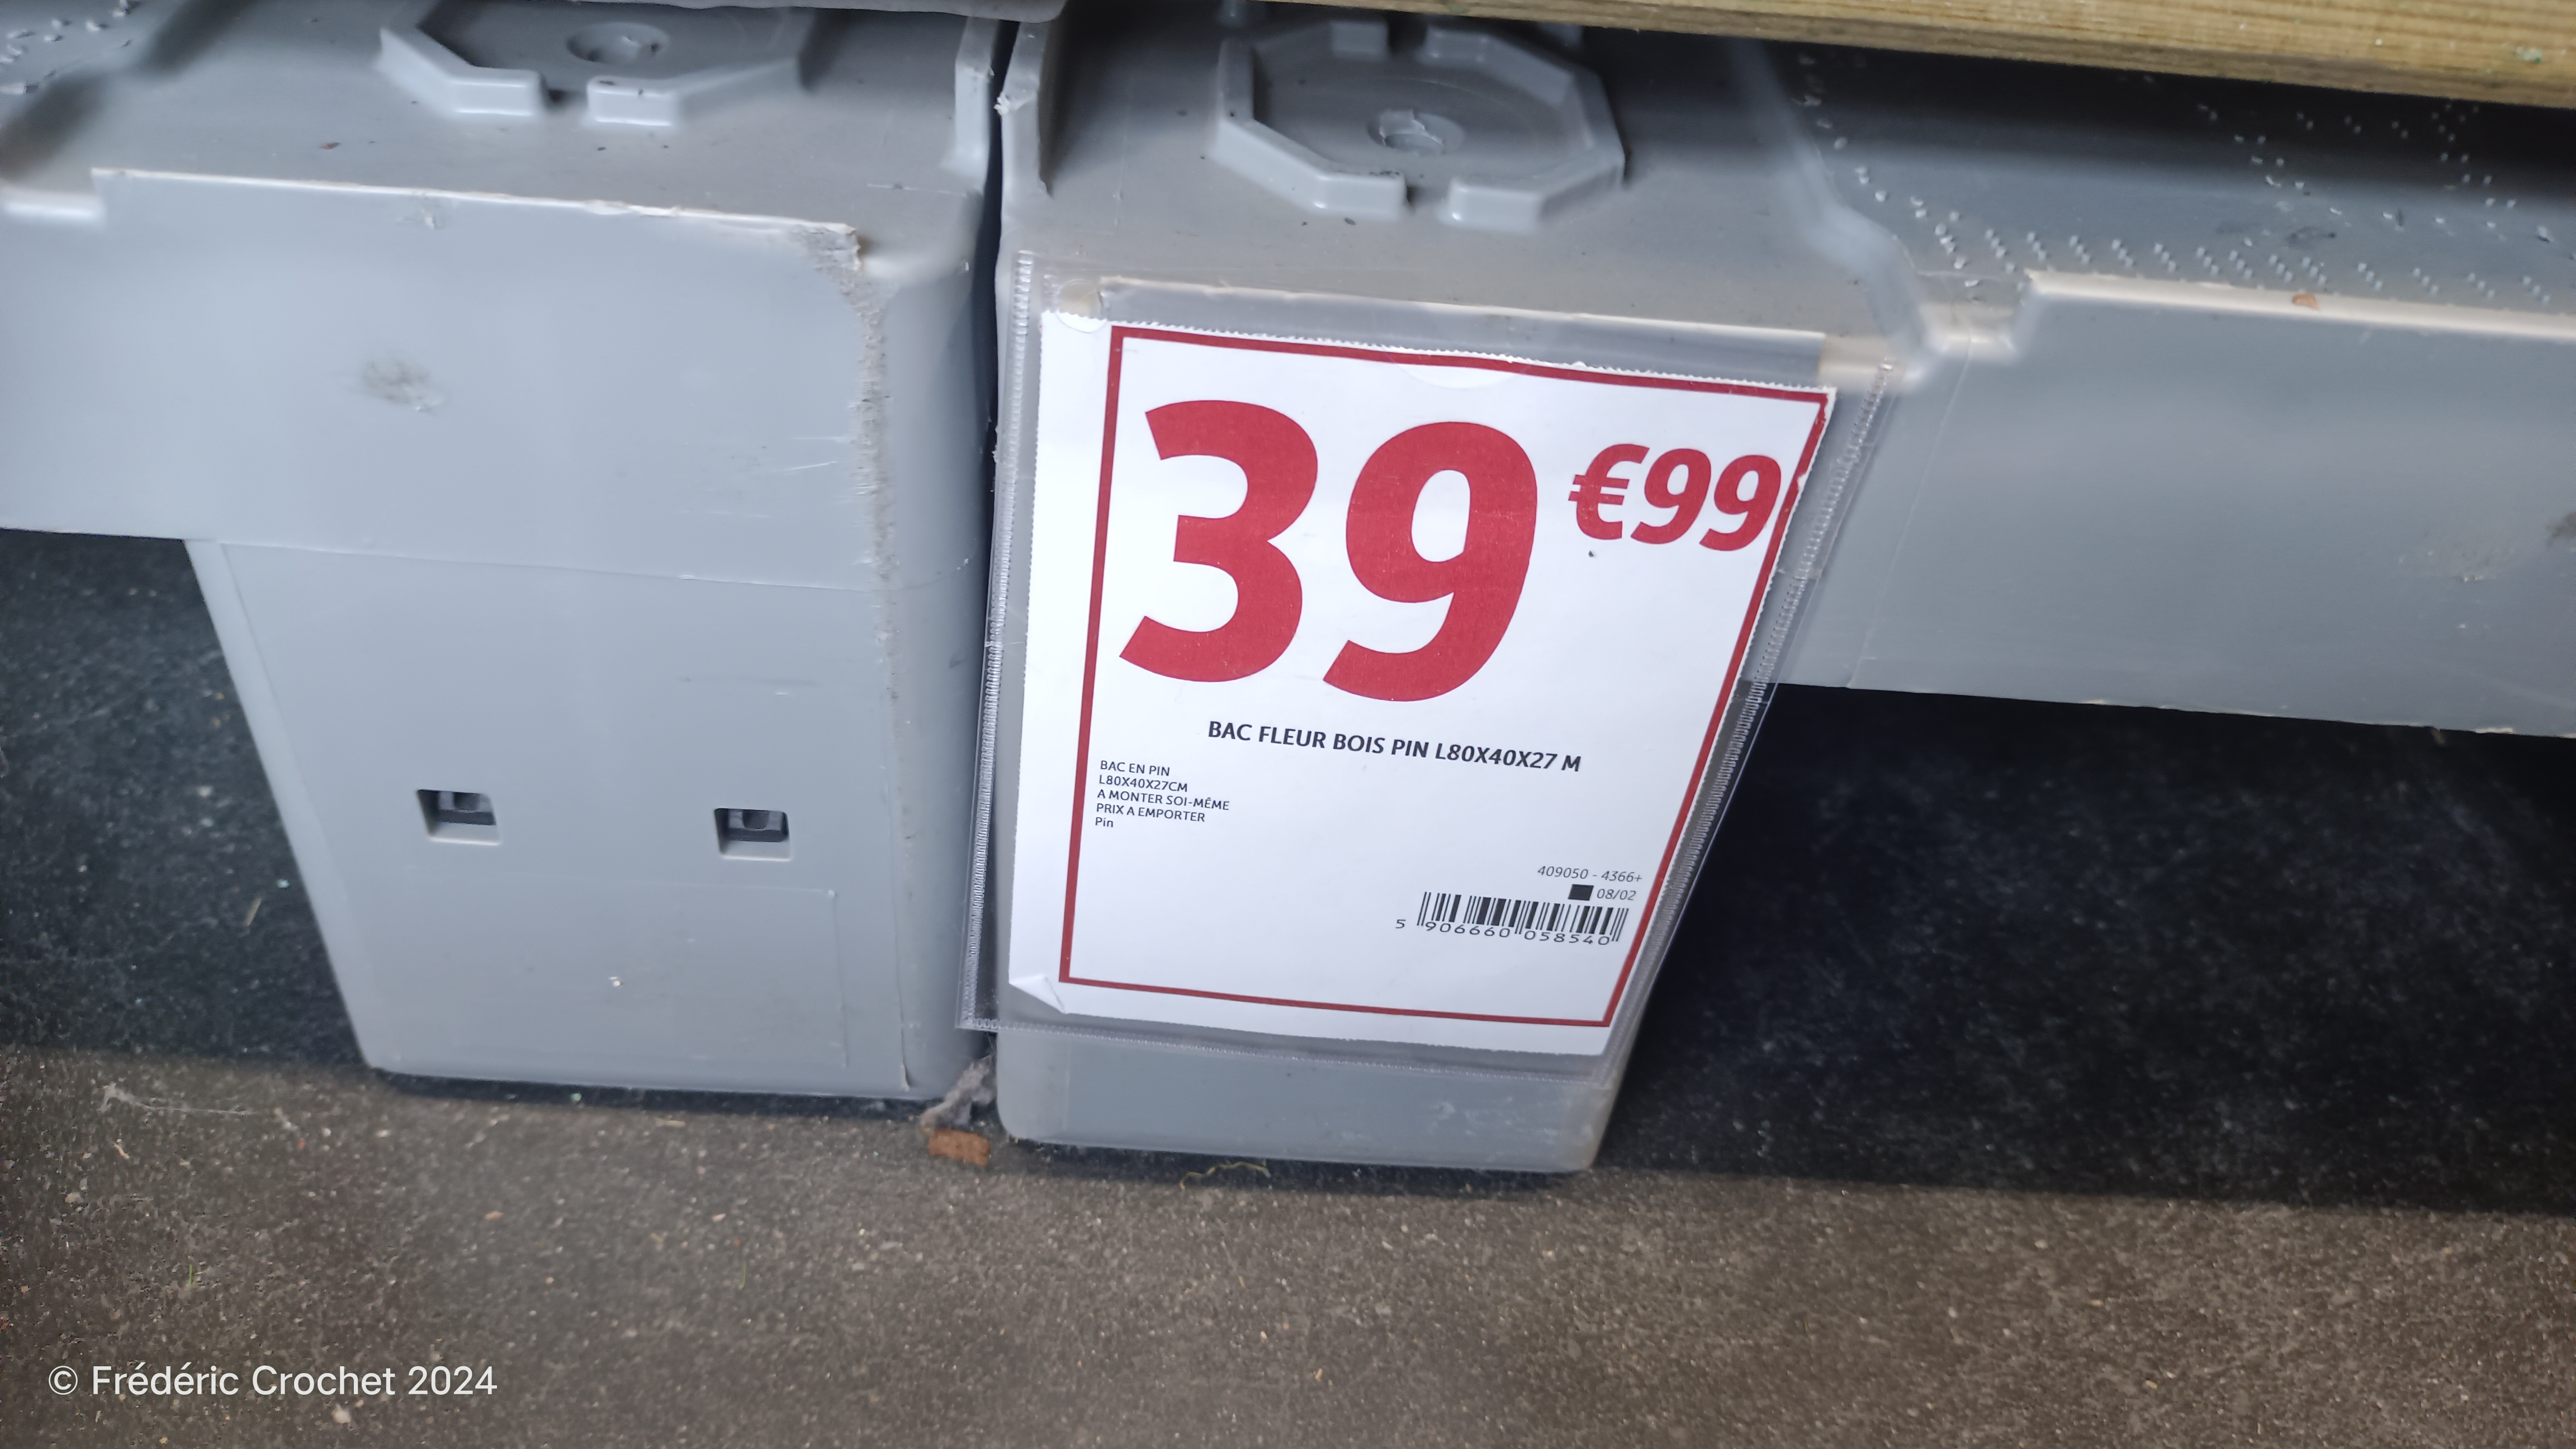 39 €99
BAC FLEUR BOIS PIN L80X40X27 M
BAC EN PIN
L80X40X27CM
A MONTER SOI-MÊME
PRIX A EMPORTER
Pin
409050 - 4366+
08/02
5 906660 058540
© Frédéric Crochet 2024